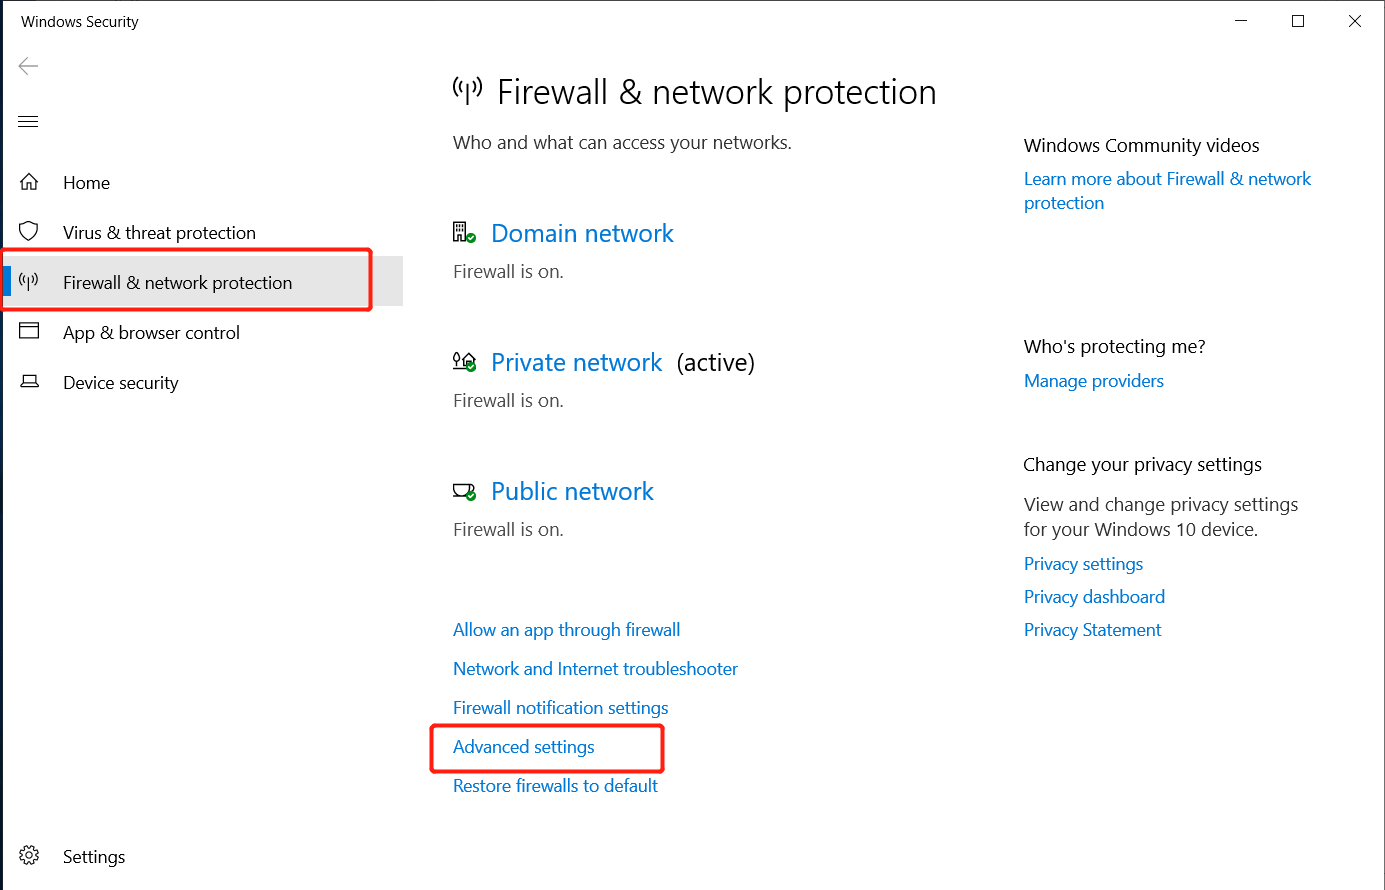 Windows Security
Home
Virus & threat protection
Firewall & network protection
App & browser control
Device security
Settings
Firewall & network protection
Who and what can access your networks.
Domain network
Firewall is on.
Private network (active)
Firewall is on.
Public network
Firewall is on.
Allow an app through firewall
Network and Internet troubleshooter
Firewall notification settings
Advanced settings
Restore firewalls to default
Windows Community videos
Learn more about Firewall & network
protection
Who's protecting me?
Manage providers
Change your privacy settings
View and change privacy settings
for your Windows 10 device.
Privacy settings
Privacy dashboard
Privacy Statement